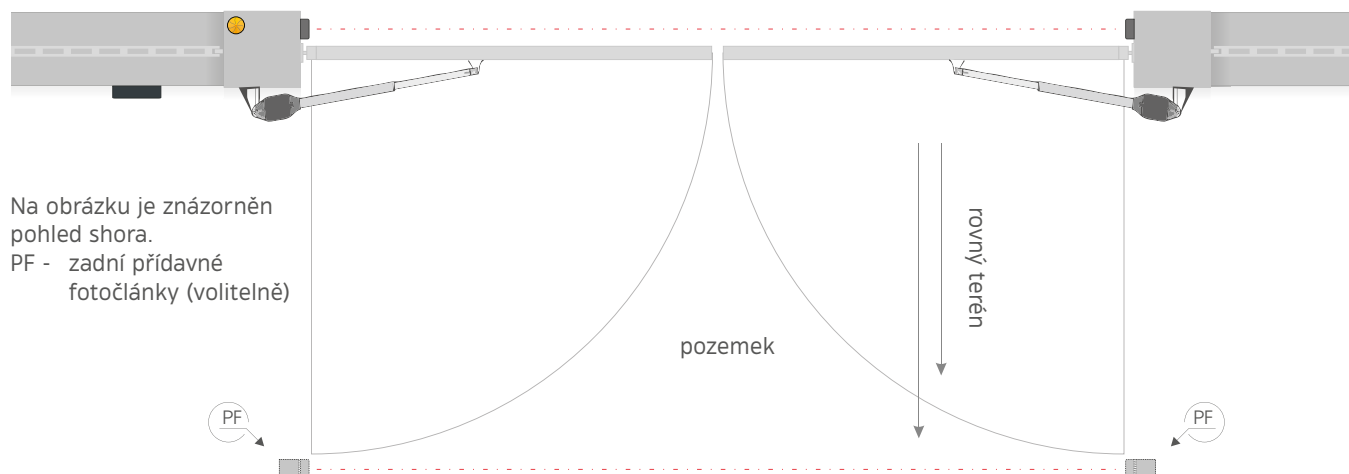 Na obrázku je znázorněn
pohled shora.
PF - zadní přídavné
fotočlánky (volitelně)
rovný terén
pozemek
PF
PF